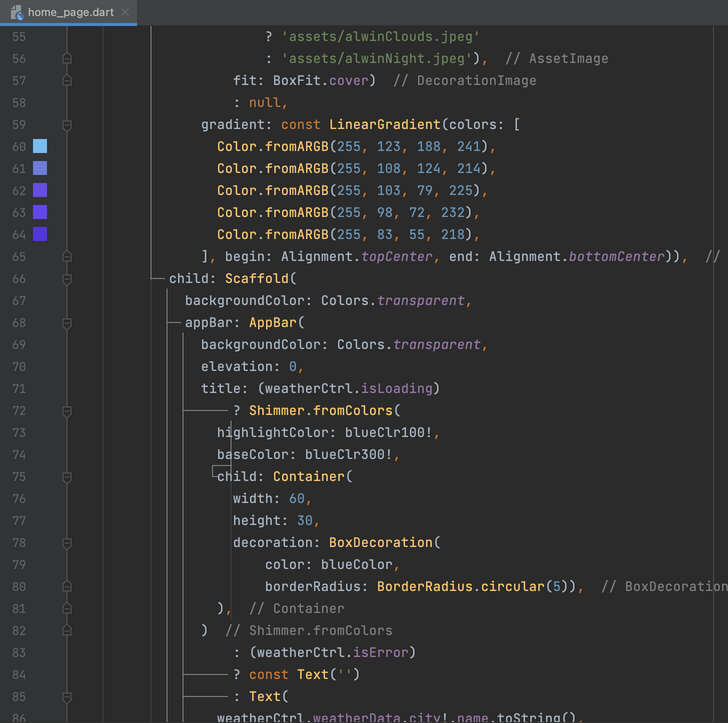 home_page.dart
55 ? 'assets/alwinClouds.jpeg'
56 : 'assets/alwinNight.jpeg'), // AssetImage
57 fit: BoxFit.cover) // DecorationImage
58 : null,
59 gradient: const LinearGradient(colors: [
60 Color.fromARGB(255, 123, 188, 241),
61 Color.fromARGB(255, 108, 124, 214),
62 Color.fromARGB(255, 103, 79, 225),
63 Color.fromARGB(255, 98, 72, 232),
64 Color.fromARGB(255, 83, 55, 218),
65 ], begin: Alignment.topCenter, end: Alignment.bottomCenter)), //
66 child: Scaffold(
67 backgroundColor: Colors.transparent,
68 appBar: AppBar(
69 backgroundColor: Colors.transparent,
70 elevation: 0,
71 title: (weatherCtrl.isLoading)
72 ? Shimmer.fromColors(
73 highlightColor: blueClr100!,
74 baseColor: blueClr300!,
75 child: Container(
76 width: 60,
77 height: 30,
78 decoration: BoxDecoration(
79 color: blueColor,
80 borderRadius: BorderRadius.circular(5)), // BoxDecoration
81 ), // Container
82 ) // Shimmer.fromColors
83 : (weatherCtrl.isError)
84 ? const Text('')
85 : Text(
86 weatherCtrl.weatherData.city!.name.toString(),